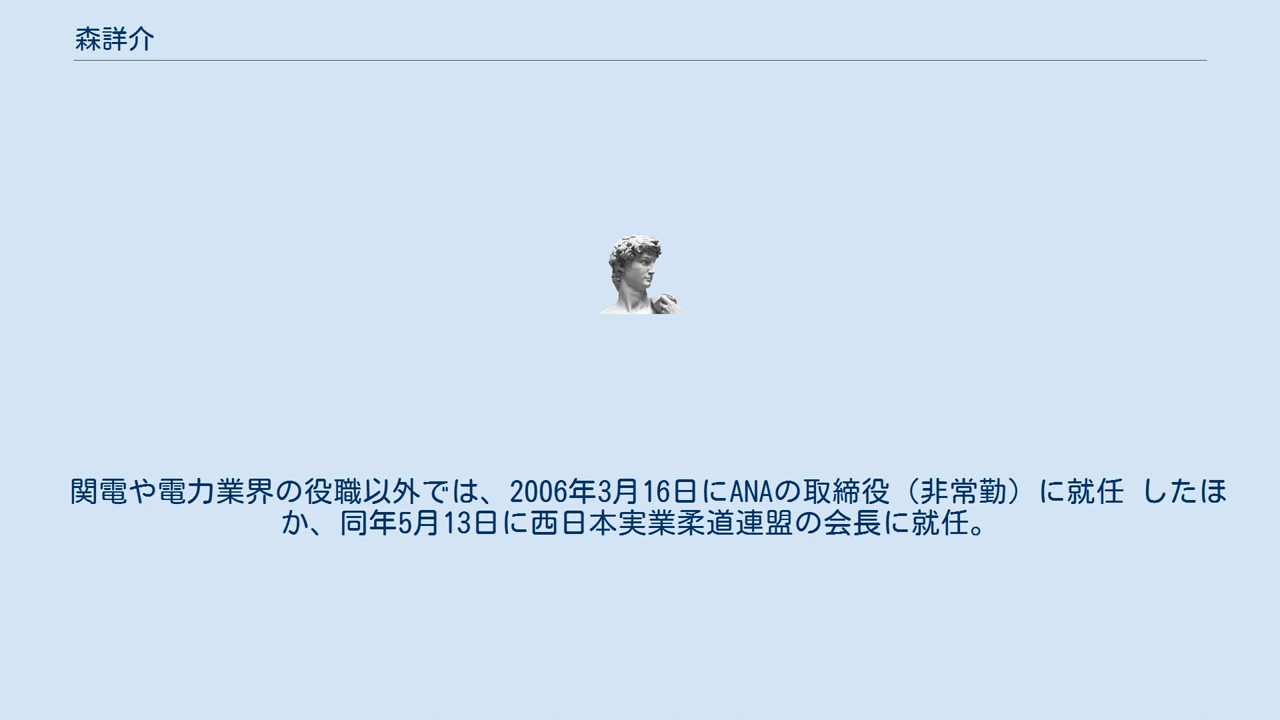 森詳介
関電や電力業界の役職以外では、2006年3月16日にANAの取締役（非常勤）に就任 したほ
か、同年5月13日に西日本実業柔道連盟の会長に就任。